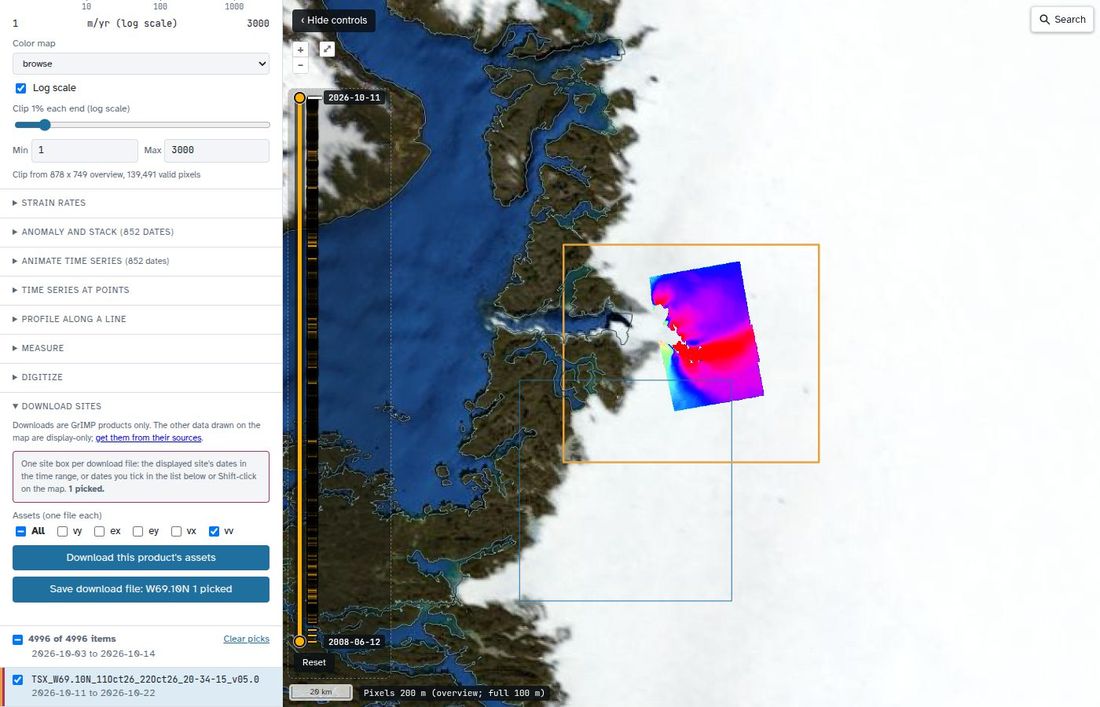 10 100 1000
1 m/yr (log scale) 3000
Color map
browse
Log scale
Clip 1% each end (log scale)
Min 1 Max 3000
Clip from 878 x 749 overview, 139,491 valid pixels
▶ STRAIN RATES
▶ ANOMALY AND STACK (852 DATES)
▶ ANIMATE TIME SERIES (852 dates)
▶ TIME SERIES AT POINTS
▶ PROFILE ALONG A LINE
▶ MEASURE
▶ DIGITIZE
▼ DOWNLOAD SITES
Downloads are GrIMP products only. The other data drawn on the
map are display-only; get them from their sources.
One site box per download file: the displayed site's dates in
the time range, or dates you tick in the list below or Shift-click
on the map. 1 picked.
Assets (one file each)
All vy ex ey vx vv
Download this product's assets
Save download file: W69.10N 1 picked
4996 of 4996 items Clear picks
2026-10-03 to 2026-10-14
TSX_W69.10N_11Oct26_22Oct26_20-34-15_v05.0
2026-10-11 to 2026-10-22
‹ Hide controls
+
−
2026-10-11
2008-06-12
Reset
20 km
Pixels 200 m (overview; full 100 m)
Search